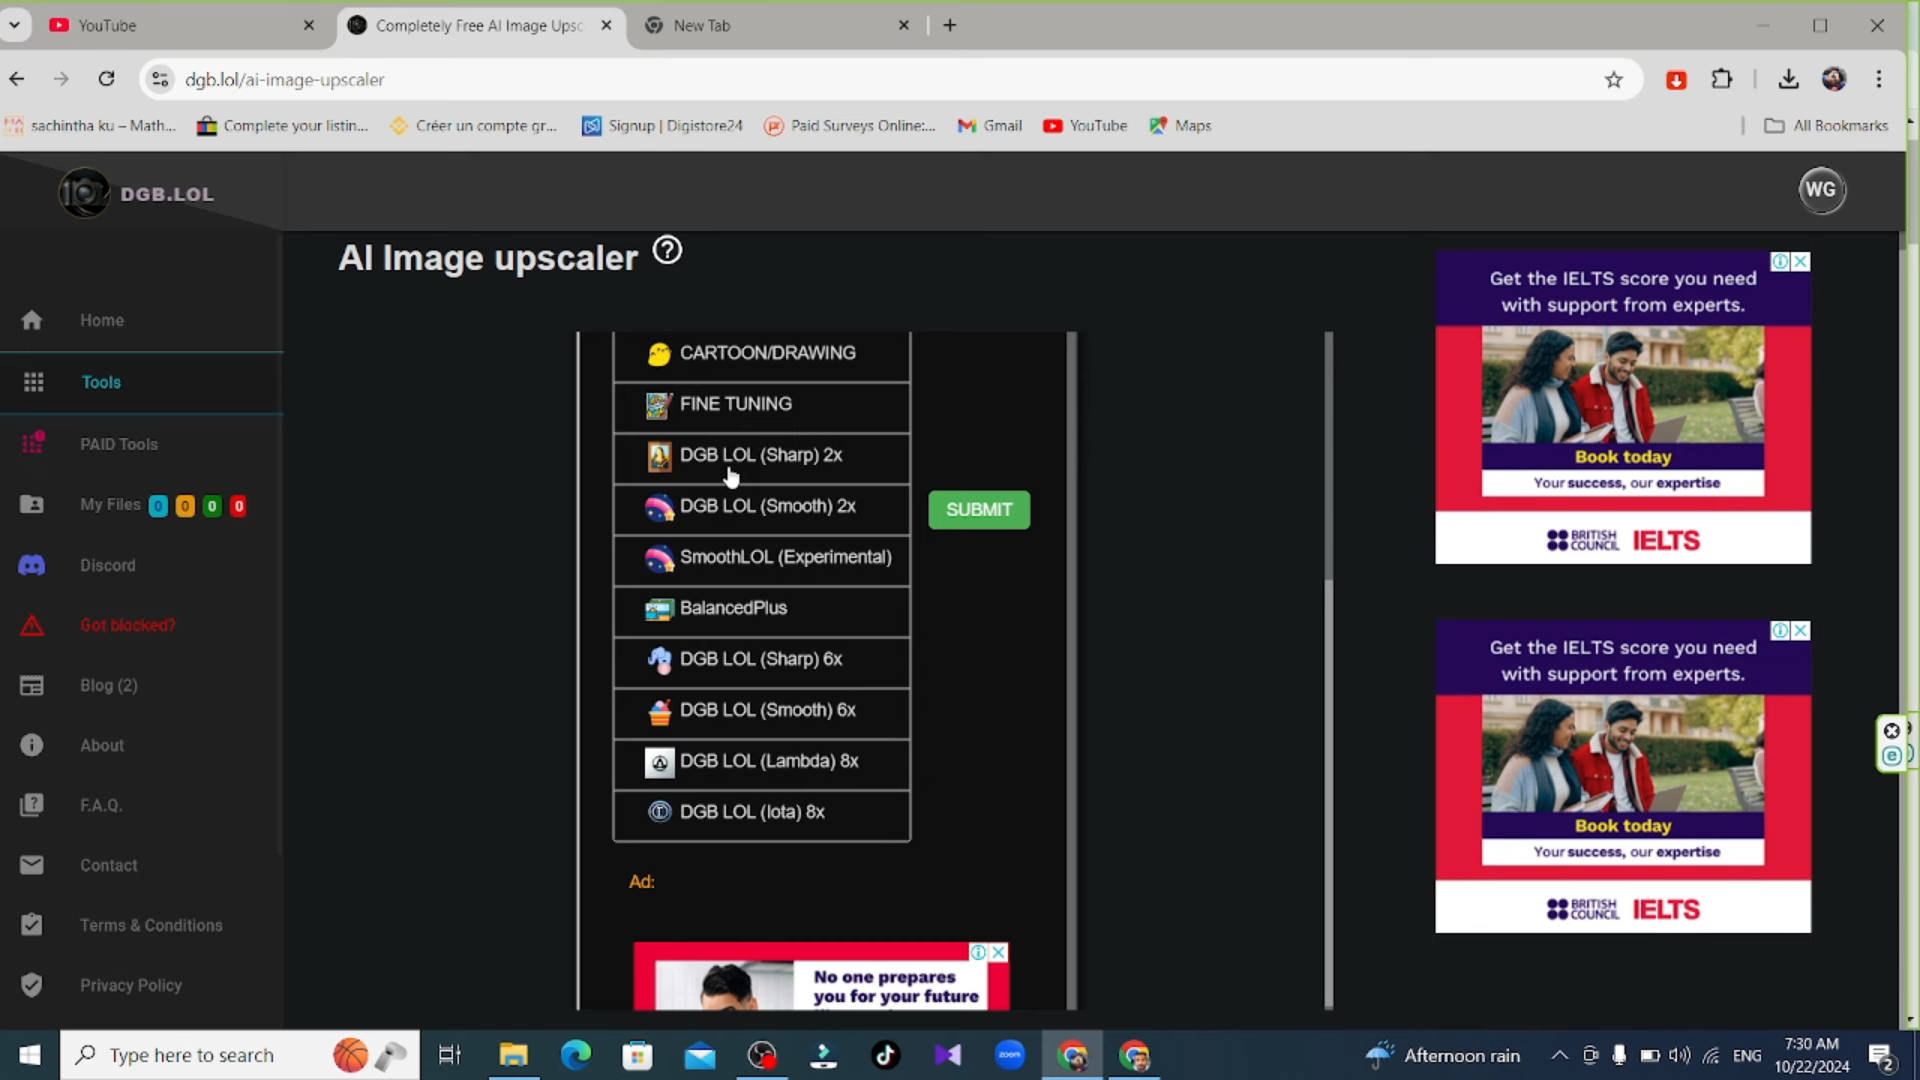 YouTube
Completely Free AI Image Upsc
New Tab
dgb.lol/ai-image-upscaler
sachintha ku – Math...
Complete your listin...
Créer un compte gr...
Signup | Digistore24
Paid Surveys Online:...
Gmail
YouTube
Maps
All Bookmarks
DGB.LOL
WG
AI Image upscaler
Home
Tools
PAID Tools
My Files 0 0 0 0
Discord
Got blocked?
Blog (2)
About
F.A.Q.
Contact
Terms & Conditions
Privacy Policy
CARTOON/DRAWING
FINE TUNING
DGB LOL (Sharp) 2x
DGB LOL (Smooth) 2x
SmoothLOL (Experimental)
BalancedPlus
DGB LOL (Sharp) 6x
DGB LOL (Smooth) 6x
DGB LOL (Lambda) 8x
DGB LOL (Iota) 8x
SUBMIT
Ad:
No one prepares
you for your future
Get the IELTS score you need
with support from experts.
Book today
Your success, our expertise
BRITISH
COUNCIL
IELTS
Get the IELTS score you need
with support from experts.
Book today
Your success, our expertise
BRITISH
COUNCIL
IELTS
Type here to search
zoom
Afternoon rain
ENG
7:30 AM
10/22/2024
2